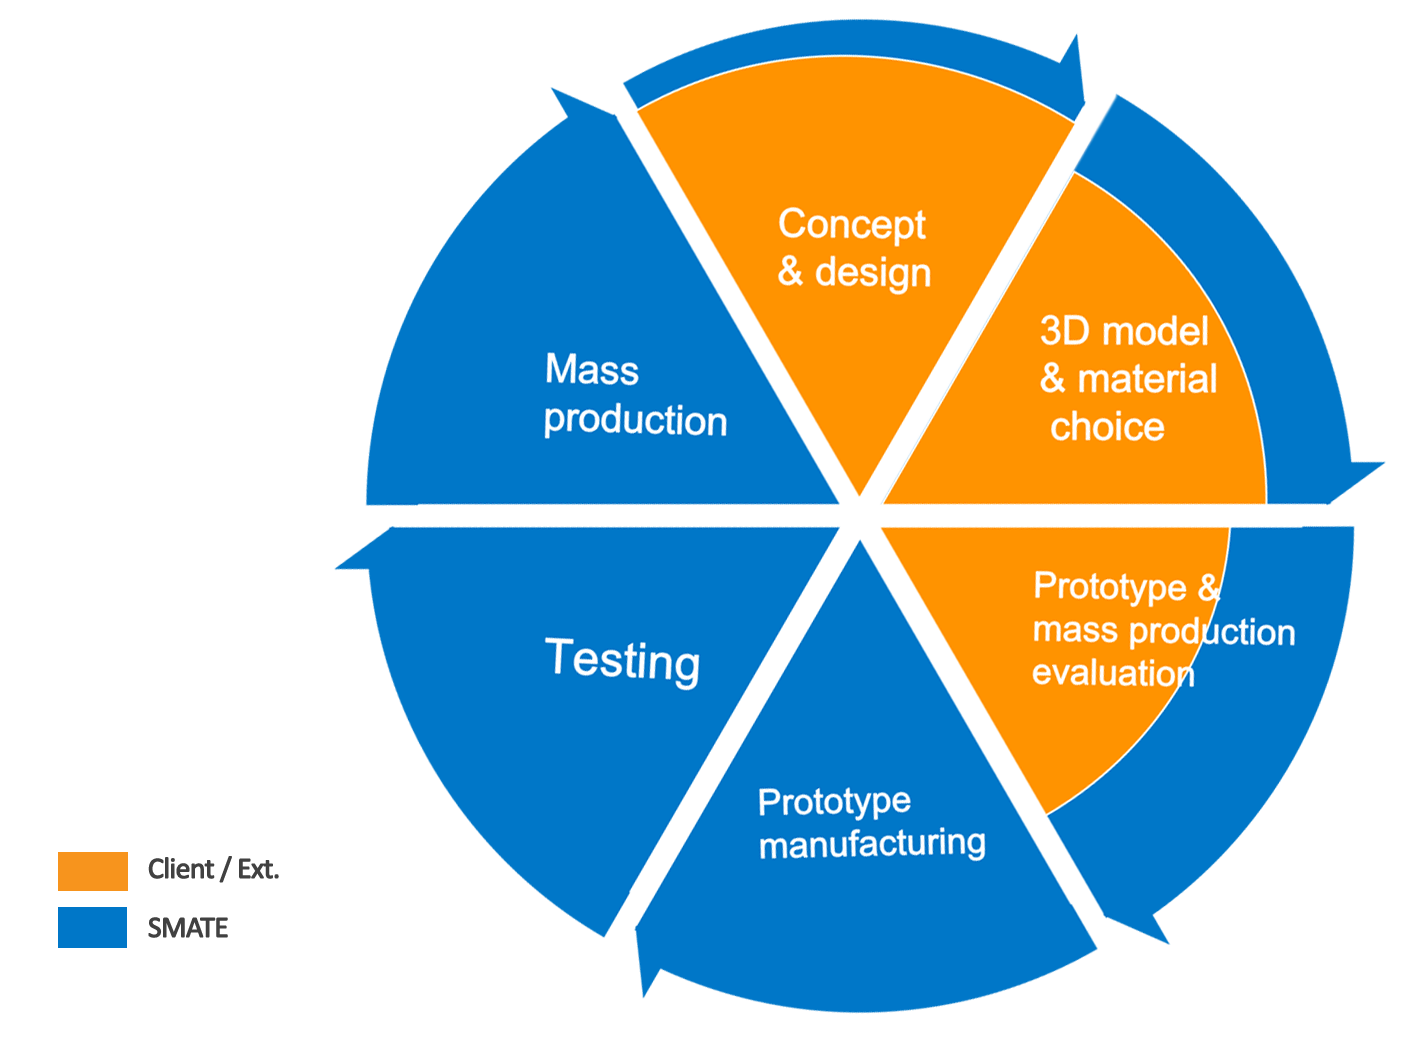 Concept
& design
3D model
& material
choice
Prototype &
mass production
evaluation
Prototype
manufacturing
Testing
Mass
production
Client / Ext.
SMATE